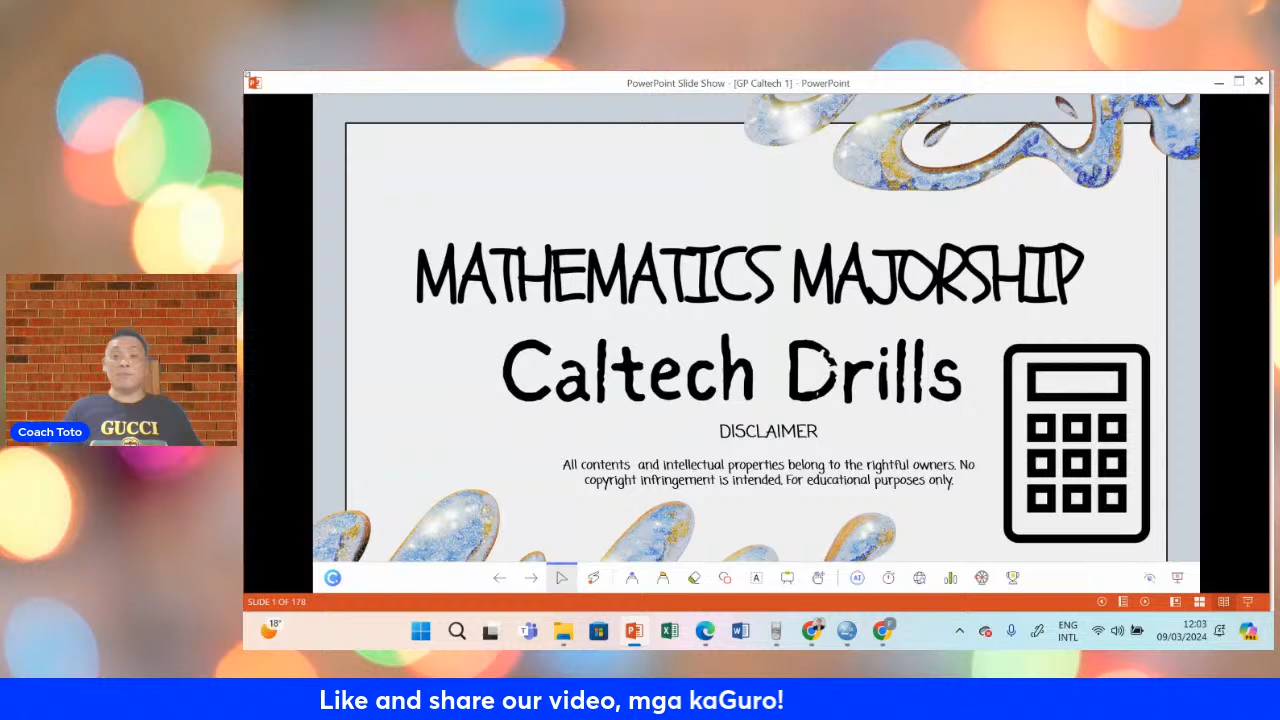 PowerPoint Slide Show - [GP Caltech 1] - PowerPoint
MATHEMATICS MAJORSHIP
Caltech Drills
DISCLAIMER
All contents and intellectual properties belong to the rightful owners. No
copyright infringement is intended. For educational purposes only.
GUCCI
Coach Toto
A
AI
SLIDE 1 OF 178
18°
ENG
INTL
12:03
09/03/2024
Like and share our video, mga kaGuro!